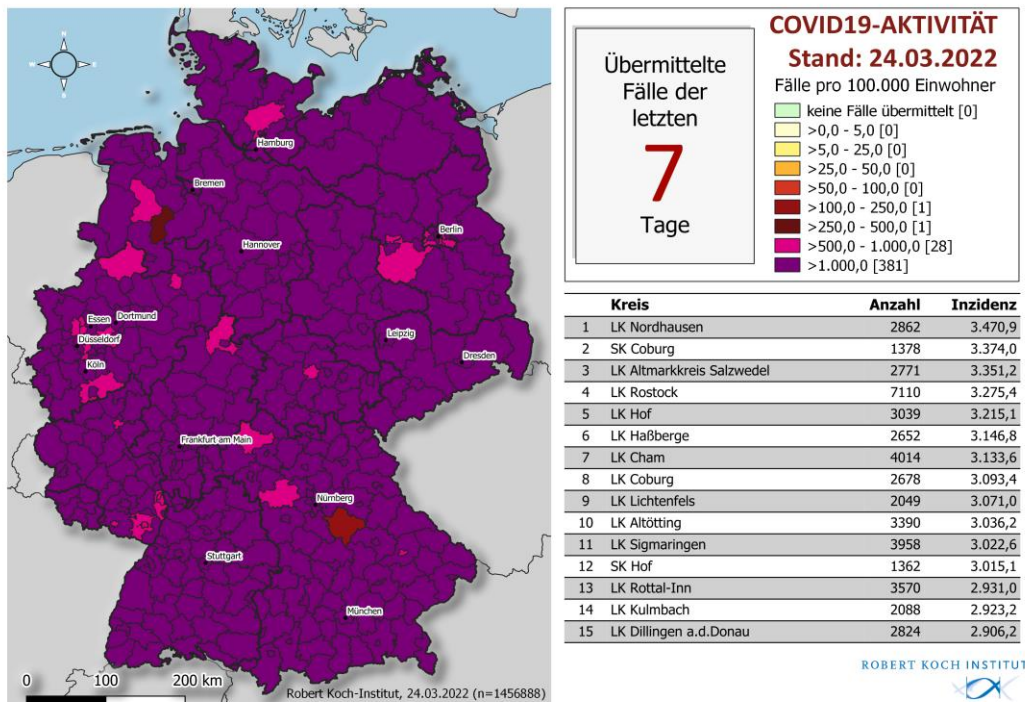 Hamburg
Bremen
Berlin
Hannover
Essen
Dortmund
Düsseldorf
Leipzig
Köln
Dresden
Frankfurt am Main
Nürnberg
Stuttgart
München
0 100 200 km
Robert Koch-Institut, 24.03.2022 (n=1456888)
Übermittelte
Fälle der
letzten
7
Tage
COVID19-AKTIVITÄT
Stand: 24.03.2022
Fälle pro 100.000 Einwohner
keine Fälle übermittelt [0]
>0,0 - 5,0 [0]
>5,0 - 25,0 [0]
>25,0 - 50,0 [0]
>50,0 - 100,0 [0]
>100,0 - 250,0 [1]
>250,0 - 500,0 [1]
>500,0 - 1.000,0 [28]
>1.000,0 [381]
Kreis Anzahl Inzidenz
1 LK Nordhausen 2862 3.470,9
2 SK Coburg 1378 3.374,0
3 LK Altmarkkreis Salzwedel 2771 3.351,2
4 LK Rostock 7110 3.275,4
5 LK Hof 3039 3.215,1
6 LK Haßberge 2652 3.146,8
7 LK Cham 4014 3.133,6
8 LK Coburg 2678 3.093,4
9 LK Lichtenfels 2049 3.071,0
10 LK Altötting 3390 3.036,2
11 LK Sigmaringen 3958 3.022,6
12 SK Hof 1362 3.015,1
13 LK Rottal-Inn 3570 2.931,0
14 LK Kulmbach 2088 2.923,2
15 LK Dillingen a.d.Donau 2824 2.906,2
ROBERT KOCH INSTITUT